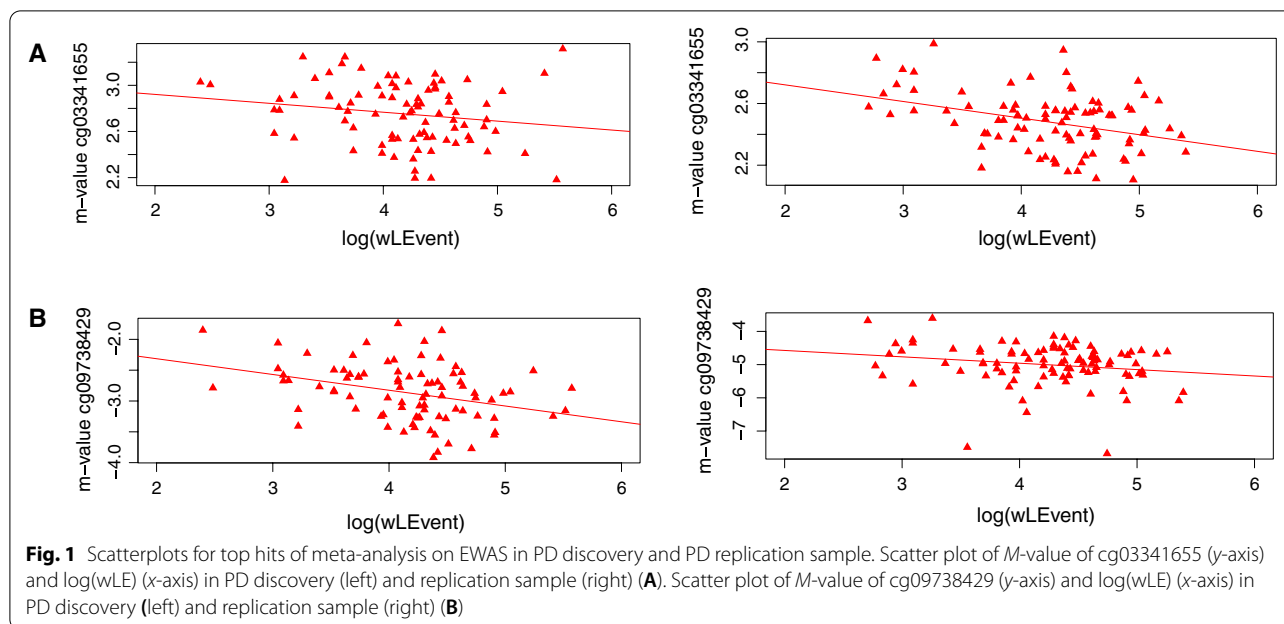 A
m-value cg03341655
3.0
2.6
2.2
2 3 4 5 6
log(wLEvent)
m-value cg03341655
3.0
2.6
2.2
2 3 4 5 6
log(wLEvent)
B
m-value cg09738429
−2.0
−3.0
−4.0
2 3 4 5 6
log(wLEvent)
m-value cg09738429
−4
−5
−6
−7
2 3 4 5 6
log(wLEvent)
Fig. 1 Scatterplots for top hits of meta-analysis on EWAS in PD discovery and PD replication sample. Scatter plot of M-value of cg03341655 (y-axis)
and log(wLE) (x-axis) in PD discovery (left) and replication sample (right) (A). Scatter plot of M-value of cg09738429 (y-axis) and log(wLE) (x-axis) in
PD discovery (left) and replication sample (right) (B)